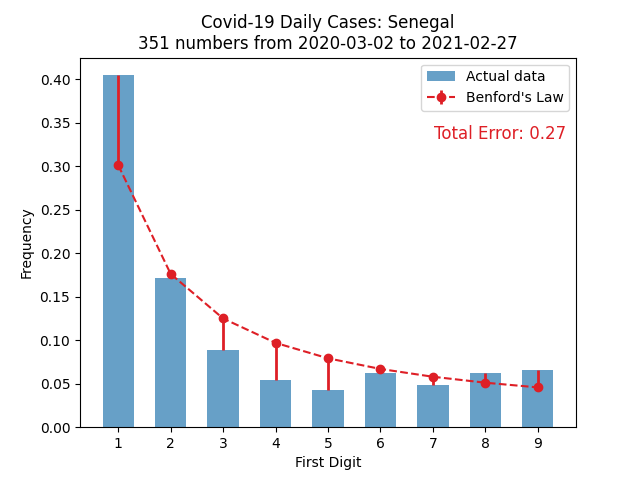 Covid-19 Daily Cases: Senegal
351 numbers from 2020-03-02 to 2021-02-27
Actual data
Benford's Law
Total Error: 0.27
Frequency
0.40
0.35
0.30
0.25
0.20
0.15
0.10
0.05
0.00
1 2 3 4 5 6 7 8 9
First Digit